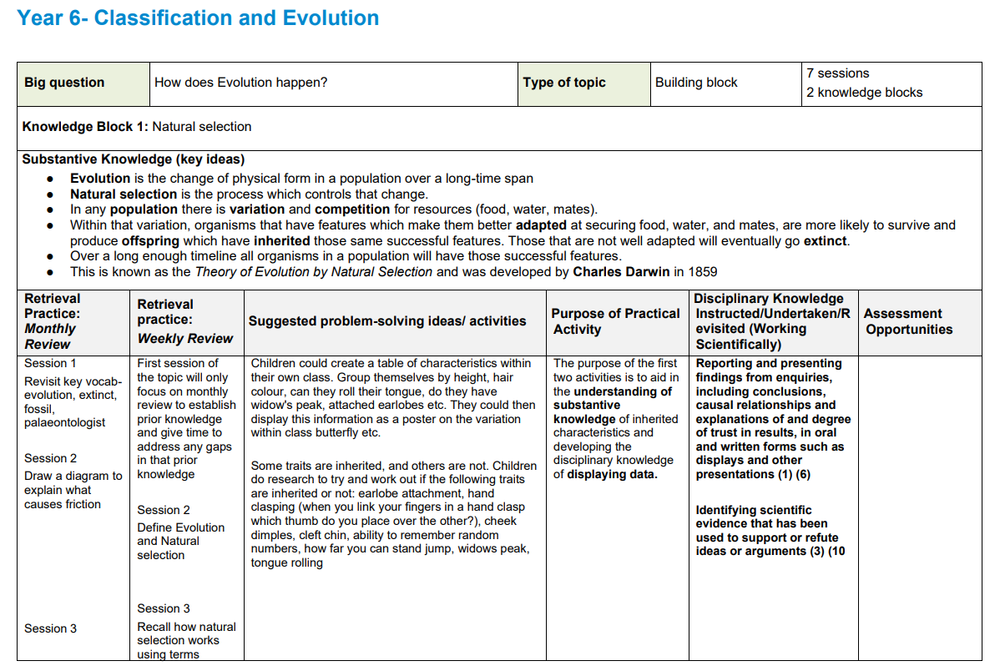 Year 6- Classification and Evolution
Big question
How does Evolution happen?
Type of topic
Building block
7 sessions
2 knowledge blocks
Knowledge Block 1: Natural selection
Substantive Knowledge (key ideas)
● Evolution is the change of physical form in a population over a long-time span
● Natural selection is the process which controls that change.
● In any population there is variation and competition for resources (food, water, mates).
● Within that variation, organisms that have features which make them better adapted at securing food, water, and mates, are more likely to survive and
produce offspring which have inherited those same successful features. Those that are not well adapted will eventually go extinct.
● Over a long enough timeline all organisms in a population will have those successful features.
● This is known as the Theory of Evolution by Natural Selection and was developed by Charles Darwin in 1859
Retrieval
Practice:
Monthly
Review
Retrieval
practice:
Weekly Review
Suggested problem-solving ideas/ activities
Purpose of Practical
Activity
Disciplinary Knowledge
Instructed/Undertaken/R
evisited (Working
Scientifically)
Assessment
Opportunities
Session 1
Revisit key vocab-
evolution, extinct,
fossil,
palaeontologist
Session 2
Draw a diagram to
explain what
causes friction
Session 3
First session of
the topic will only
focus on monthly
review to establish
prior knowledge
and give time to
address any gaps
in that prior
knowledge
Session 2
Define Evolution
and Natural
selection
Session 3
Recall how natural
selection works
using terms
Children could create a table of characteristics within
their own class. Group themselves by height, hair
colour, can they roll their tongue, do they have
widow's peak, attached earlobes etc. They could then
display this information as a poster on the variation
within class butterfly etc.
Some traits are inherited, and others are not. Children
do research to try and work out if the following traits
are inherited or not: earlobe attachment, hand
clasping (when you link your fingers in a hand clasp
which thumb do you place over the other?), cheek
dimples, cleft chin, ability to remember random
numbers, how far you can stand jump, widows peak,
tongue rolling
The purpose of the first
two activities is to aid in
the understanding of
substantive
knowledge of inherited
characteristics and
developing the
disciplinary knowledge
of displaying data.
Reporting and presenting
findings from enquiries,
including conclusions,
causal relationships and
explanations of and degree
of trust in results, in oral
and written forms such as
displays and other
presentations (1) (6)
Identifying scientific
evidence that has been
used to support or refute
ideas or arguments (3) (10